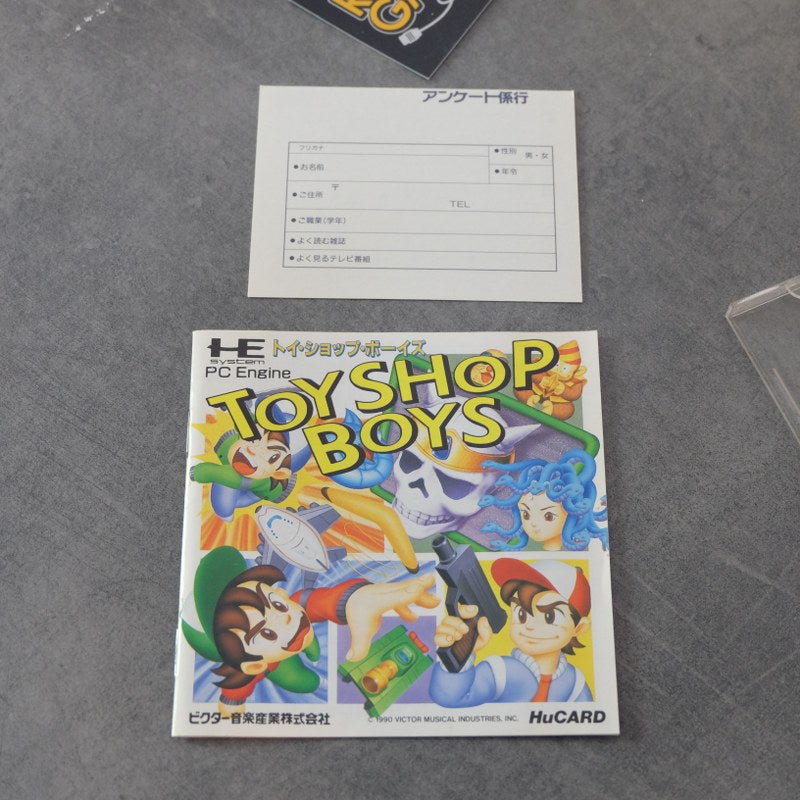 アンケート係行
フリガナ
●お名前
●性別 男・女
●年令
●ご住所 〒
TEL
●ご職業(学年)
●よく読む雑誌
●よく見るテレビ番組
HE
system
PC Engine
トイ・ショップ・ボーイズ
TOY SHOP
BOYS
ビクター音楽産業株式会社
© 1990 VICTOR MUSICAL INDUSTRIES, INC.
HuCARD